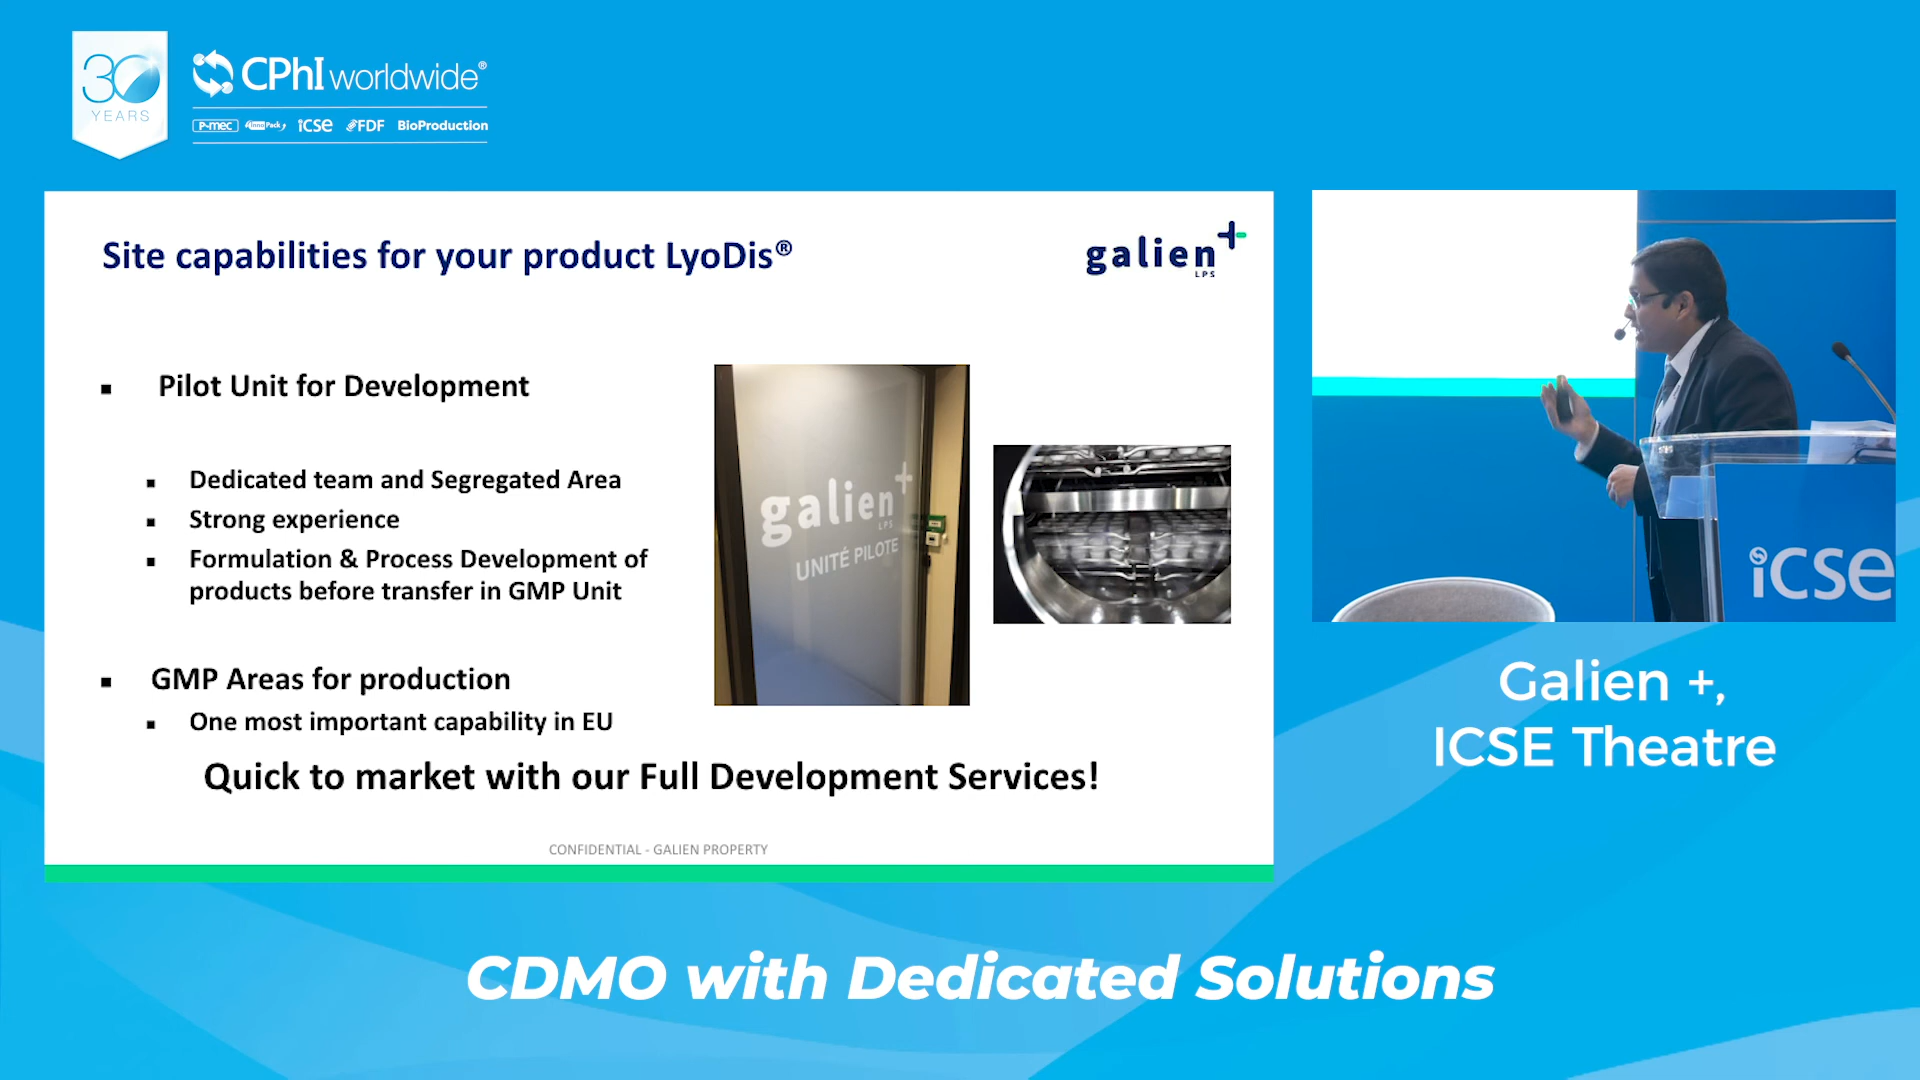 30
YEARS
CPhI worldwide®
P-mec InnoPack iCSE FDF BioProduction
Site capabilities for your product LyoDis®
galien+
LPS
▪ Pilot Unit for Development
▪ Dedicated team and Segregated Area
▪ Strong experience
▪ Formulation & Process Development of
products before transfer in GMP Unit
▪ GMP Areas for production
▪ One most important capability in EU
Quick to market with our Full Development Services!
CONFIDENTIAL - GALIEN PROPERTY
galien+
LPS
UNITÉ PILOTE
iCSE
Galien +,
ICSE Theatre
CDMO with Dedicated Solutions